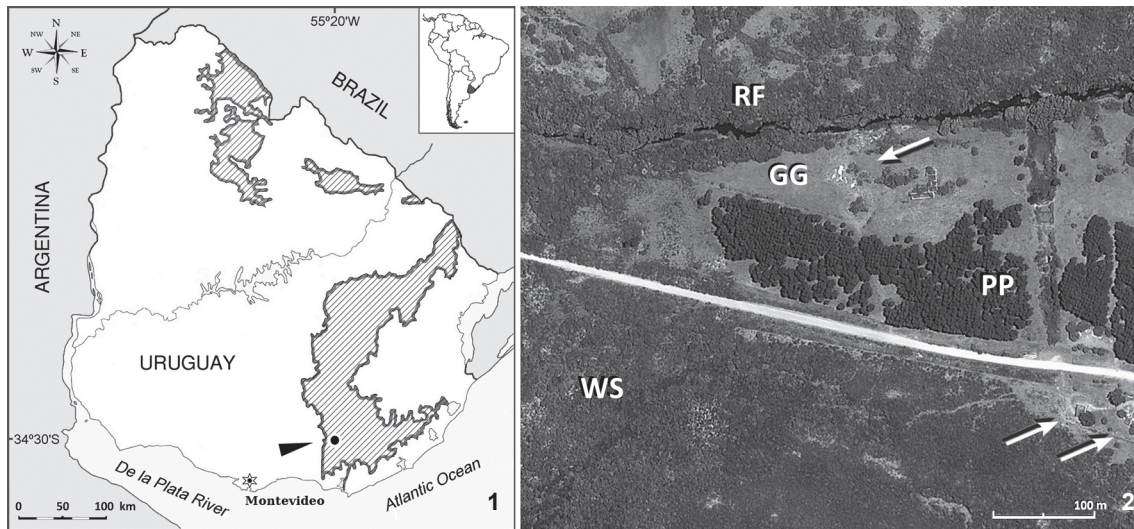 55°20'W
N
NW NE
W E
SW SE
S
BRAZIL
ARGENTINA
URUGUAY
34°30'S
De la Plata River
Montevideo
Atlantic Ocean
0 50 100 km
1
RF
GG
PP
WS
100 m
2